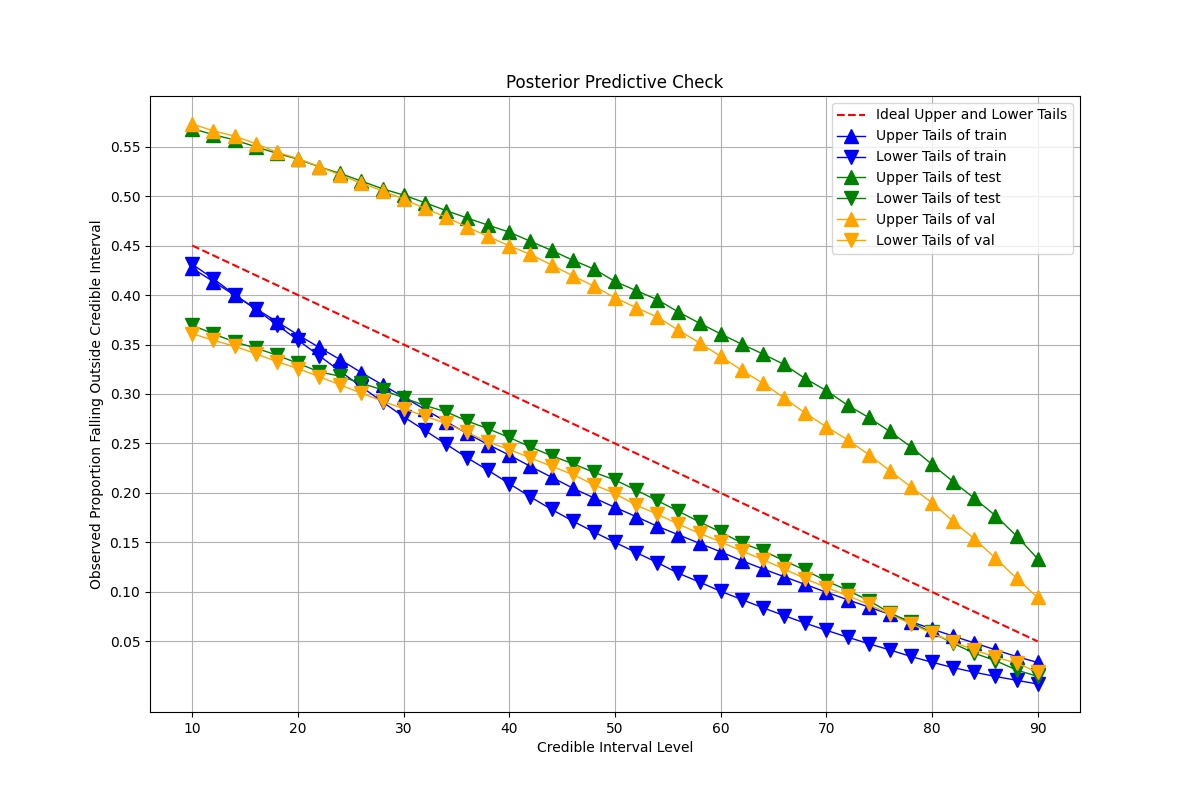 Posterior Predictive Check
Ideal Upper and Lower Tails
Upper Tails of train
Lower Tails of train
Upper Tails of test
Lower Tails of test
Upper Tails of val
Lower Tails of val
Observed Proportion Falling Outside Credible Interval
0.55
0.50
0.45
0.40
0.35
0.30
0.25
0.20
0.15
0.10
0.05
10 20 30 40 50 60 70 80 90
Credible Interval Level